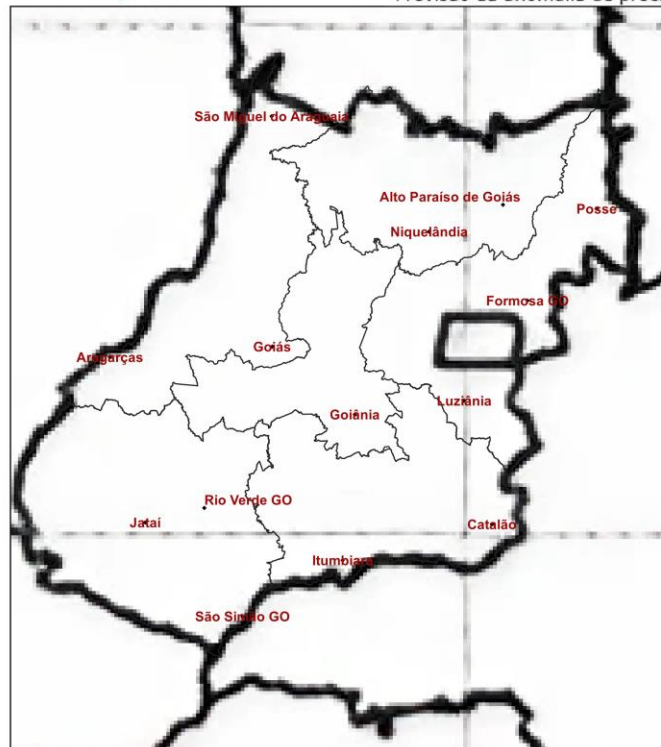 São Miguel do Araguaia
Alto Paraíso de Goiás
Posse
Niquelândia
Formosa GO
Aragarças
Goiás
Luziânia
Goiânia
Rio Verde GO
Jataí
Catalão
Itumbiara
São Simão GO